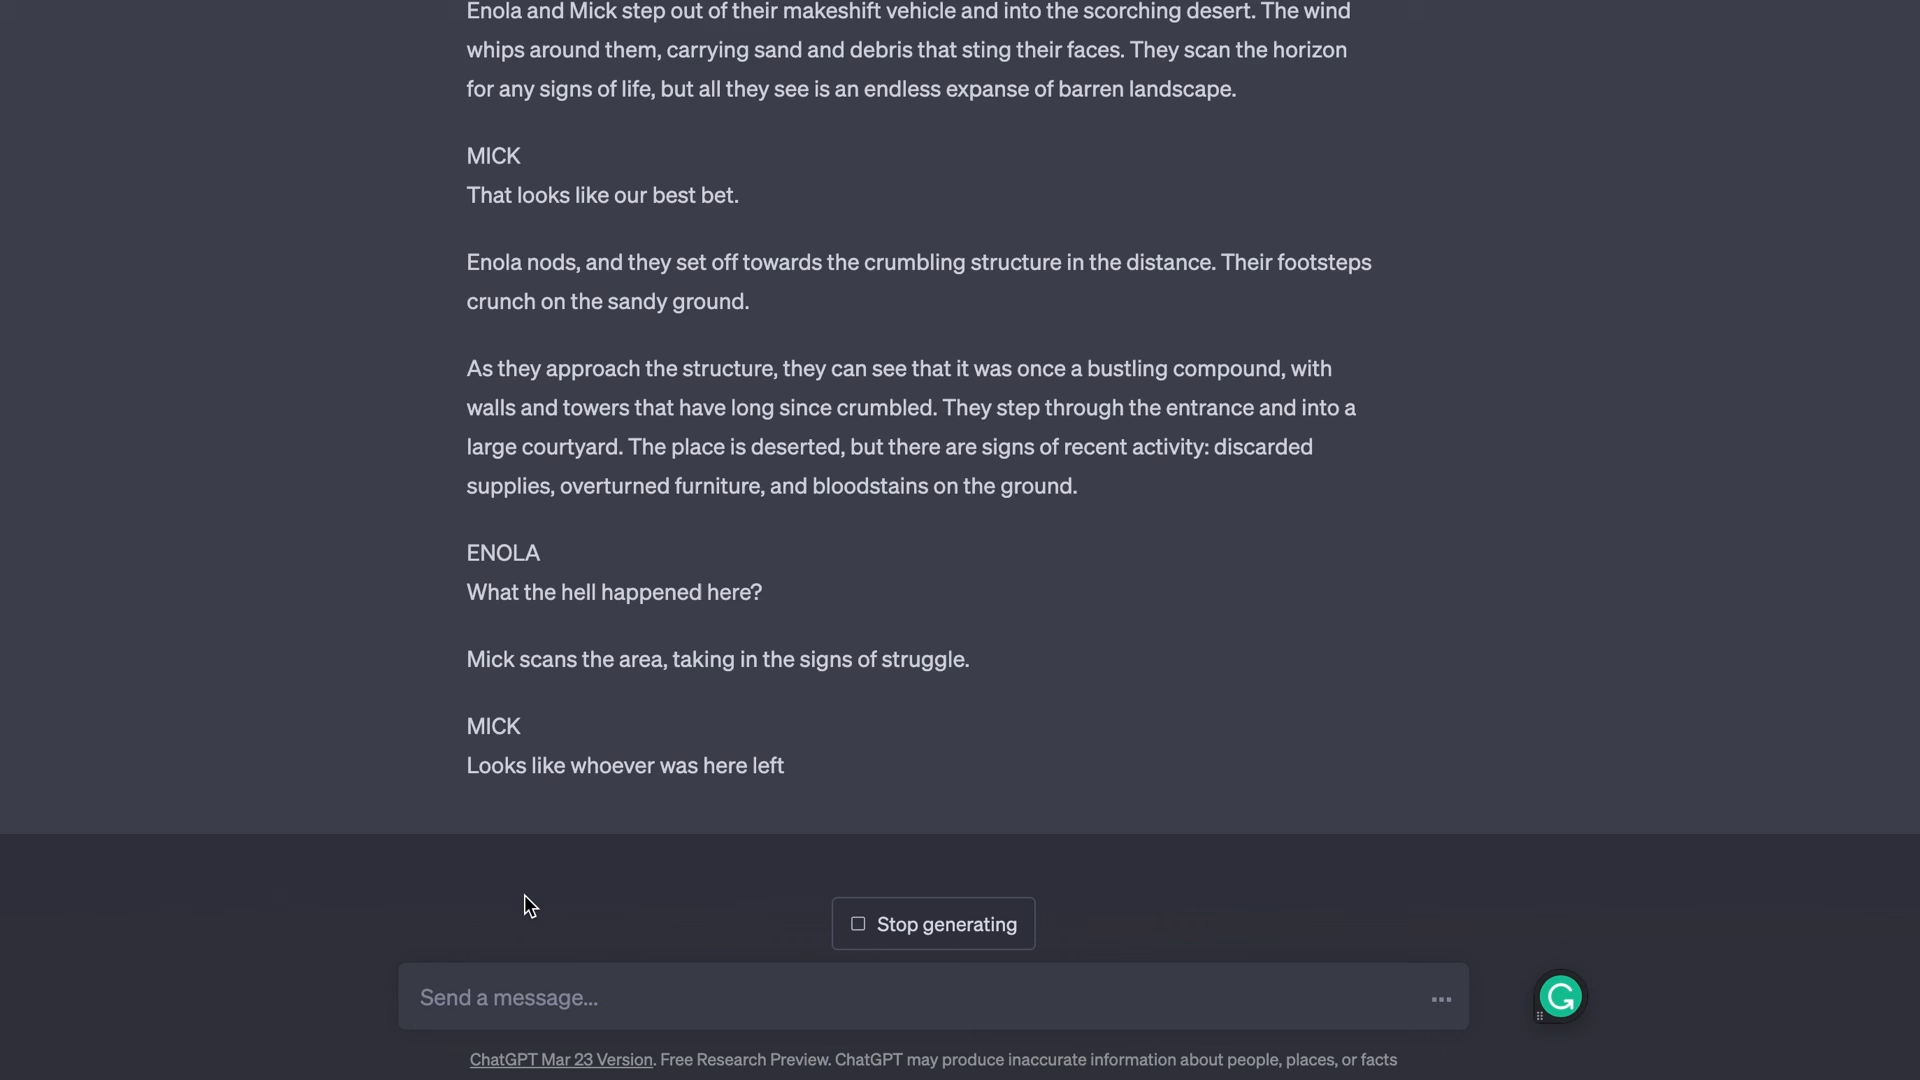 Enola and Mick step out of their makeshift vehicle and into the scorching desert. The wind
whips around them, carrying sand and debris that sting their faces. They scan the horizon
for any signs of life, but all they see is an endless expanse of barren landscape.
MICK
That looks like our best bet.
Enola nods, and they set off towards the crumbling structure in the distance. Their footsteps
crunch on the sandy ground.
As they approach the structure, they can see that it was once a bustling compound, with
walls and towers that have long since crumbled. They step through the entrance and into a
large courtyard. The place is deserted, but there are signs of recent activity: discarded
supplies, overturned furniture, and bloodstains on the ground.
ENOLA
What the hell happened here?
Mick scans the area, taking in the signs of struggle.
MICK
Looks like whoever was here left
Stop generating
Send a message...
ChatGPT Mar 23 Version. Free Research Preview. ChatGPT may produce inaccurate information about people, places, or facts